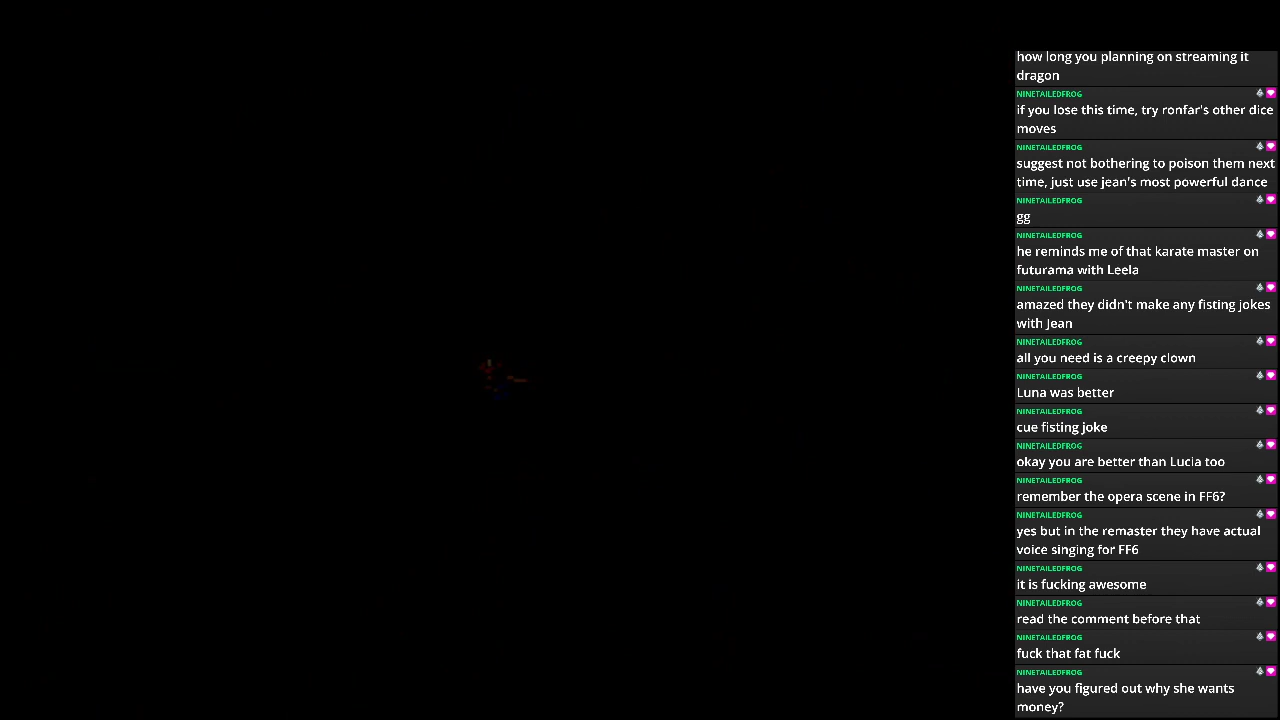 how long you planning on streaming it
dragon
NINETAILEDFROG
if you lose this time, try ronfar's other dice
moves
NINETAILEDFROG
suggest not bothering to poison them next
time, just use jean's most powerful dance
NINETAILEDFROG
gg
NINETAILEDFROG
he reminds me of that karate master on
futurama with Leela
NINETAILEDFROG
amazed they didn't make any fisting jokes
with Jean
NINETAILEDFROG
all you need is a creepy clown
NINETAILEDFROG
Luna was better
NINETAILEDFROG
cue fisting joke
NINETAILEDFROG
okay you are better than Lucia too
NINETAILEDFROG
remember the opera scene in FF6?
NINETAILEDFROG
yes but in the remaster they have actual
voice singing for FF6
NINETAILEDFROG
it is fucking awesome
NINETAILEDFROG
read the comment before that
NINETAILEDFROG
fuck that fat fuck
NINETAILEDFROG
have you figured out why she wants
money?